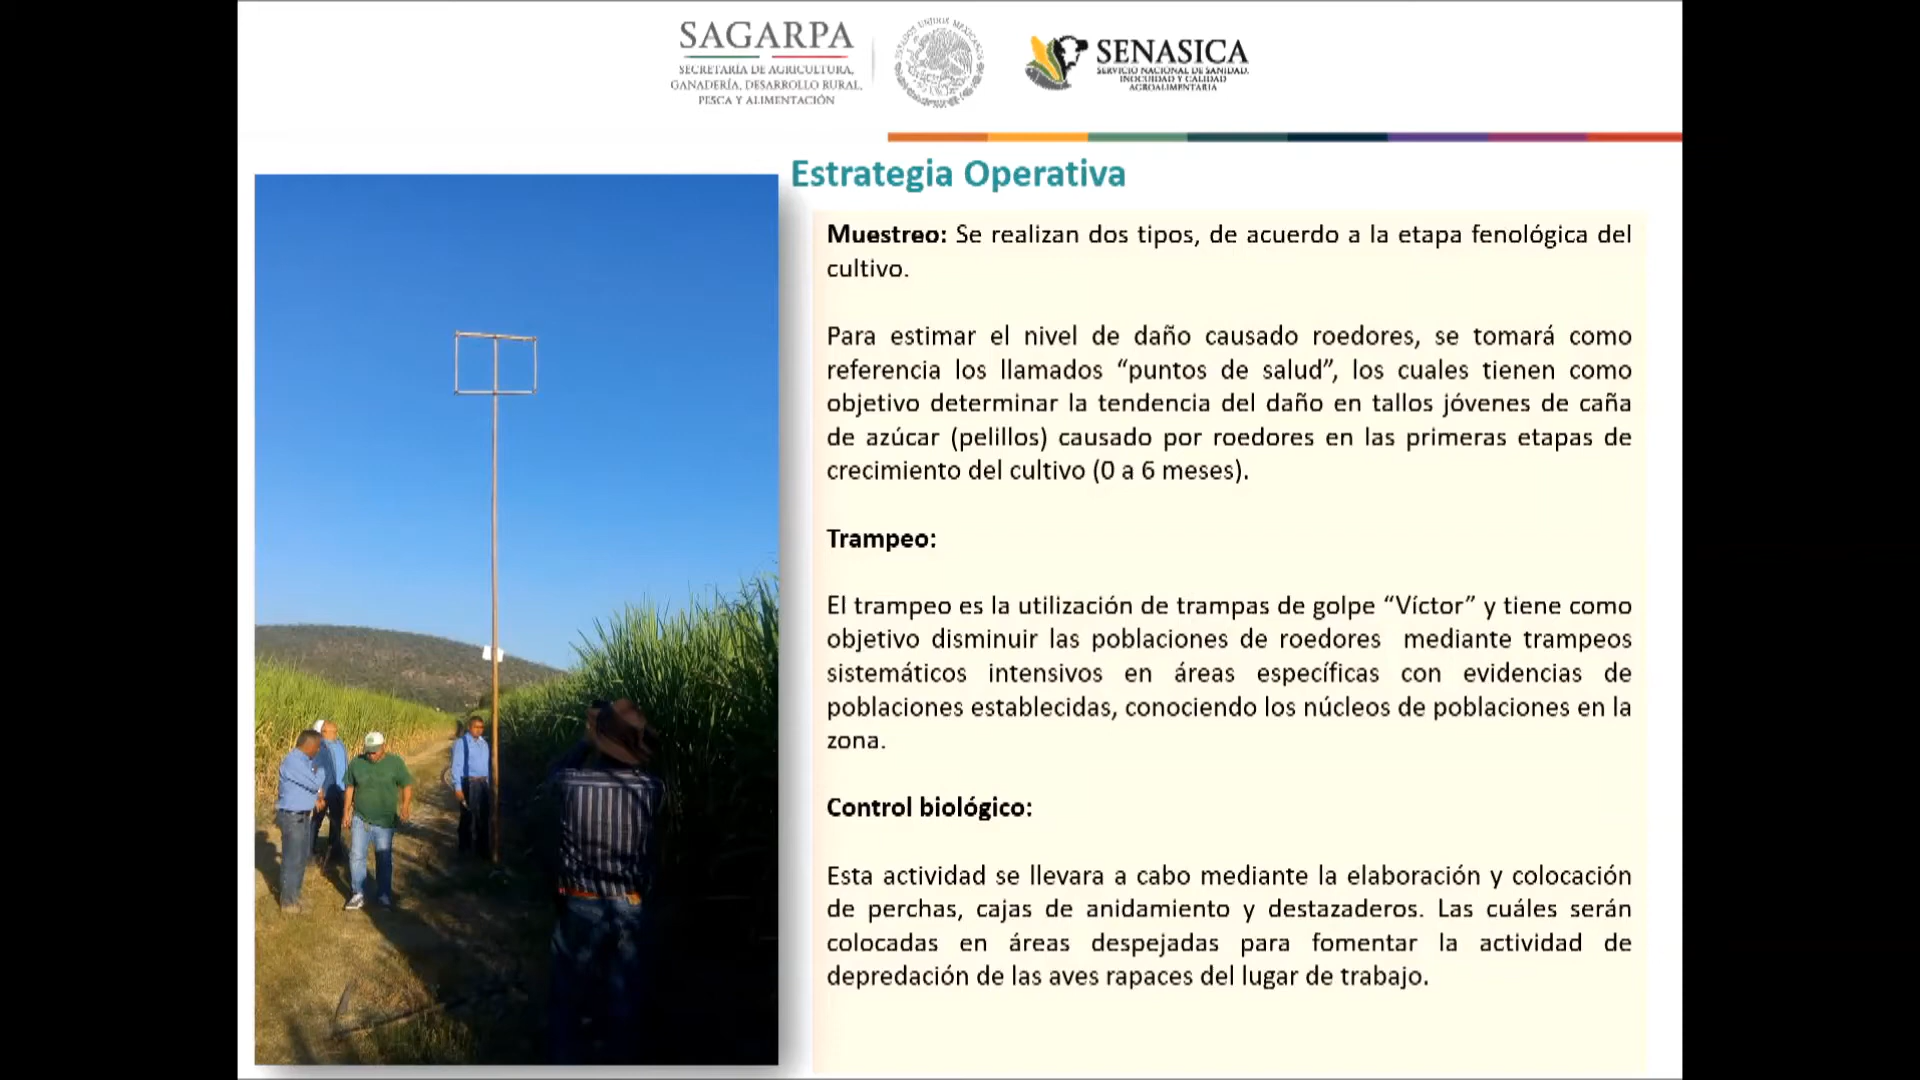 SAGARPA
SECRETARÍA DE AGRICULTURA,
GANADERÍA, DESARROLLO RURAL,
PESCA Y ALIMENTACIÓN
ESTADOS UNIDOS MEXICANOS
SENASICA
SERVICIO NACIONAL DE SANIDAD,
INOCUIDAD Y CALIDAD
AGROALIMENTARIA
Estrategia Operativa
Muestreo: Se realizan dos tipos, de acuerdo a la etapa fenológica del
cultivo.
Para estimar el nivel de daño causado roedores, se tomará como
referencia los llamados “puntos de salud”, los cuales tienen como
objetivo determinar la tendencia del daño en tallos jóvenes de caña
de azúcar (pelillos) causado por roedores en las primeras etapas de
crecimiento del cultivo (0 a 6 meses).
Trampeo:
El trampeo es la utilización de trampas de golpe “Víctor” y tiene como
objetivo disminuir las poblaciones de roedores mediante trampeos
sistemáticos intensivos en áreas específicas con evidencias de
poblaciones establecidas, conociendo los núcleos de poblaciones en la
zona.
Control biológico:
Esta actividad se llevara a cabo mediante la elaboración y colocación
de perchas, cajas de anidamiento y destazaderos. Las cuáles serán
colocadas en áreas despejadas para fomentar la actividad de
depredación de las aves rapaces del lugar de trabajo.